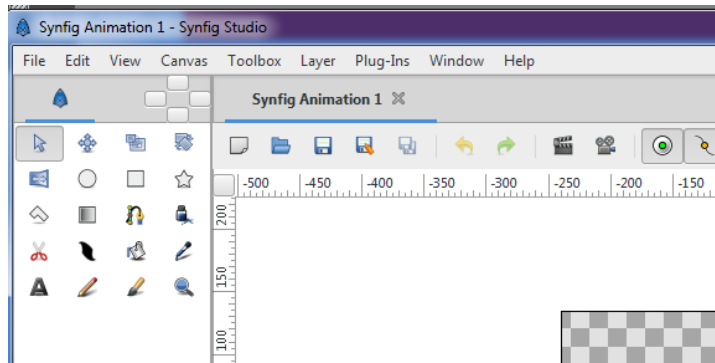 Synfig Animation 1 - Synfig Studio
File Edit View Canvas Toolbox Layer Plug-Ins Window Help
Synfig Animation 1
-500 -450 -400 -350 -300 -250 -200 -150
200
150
100